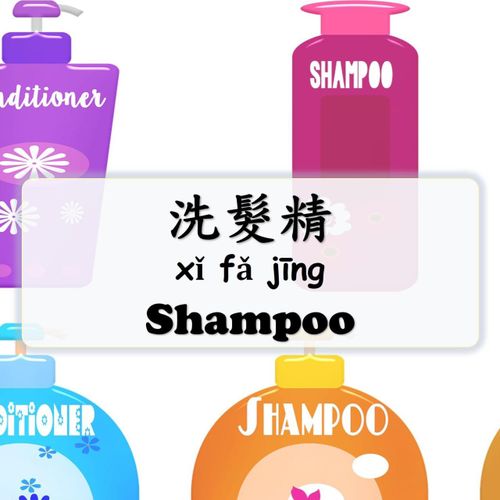 nditioner
SHAMPOO
洗髮精
xǐ fǎ jīng
Shampoo
DITIONER
SHAMPOO